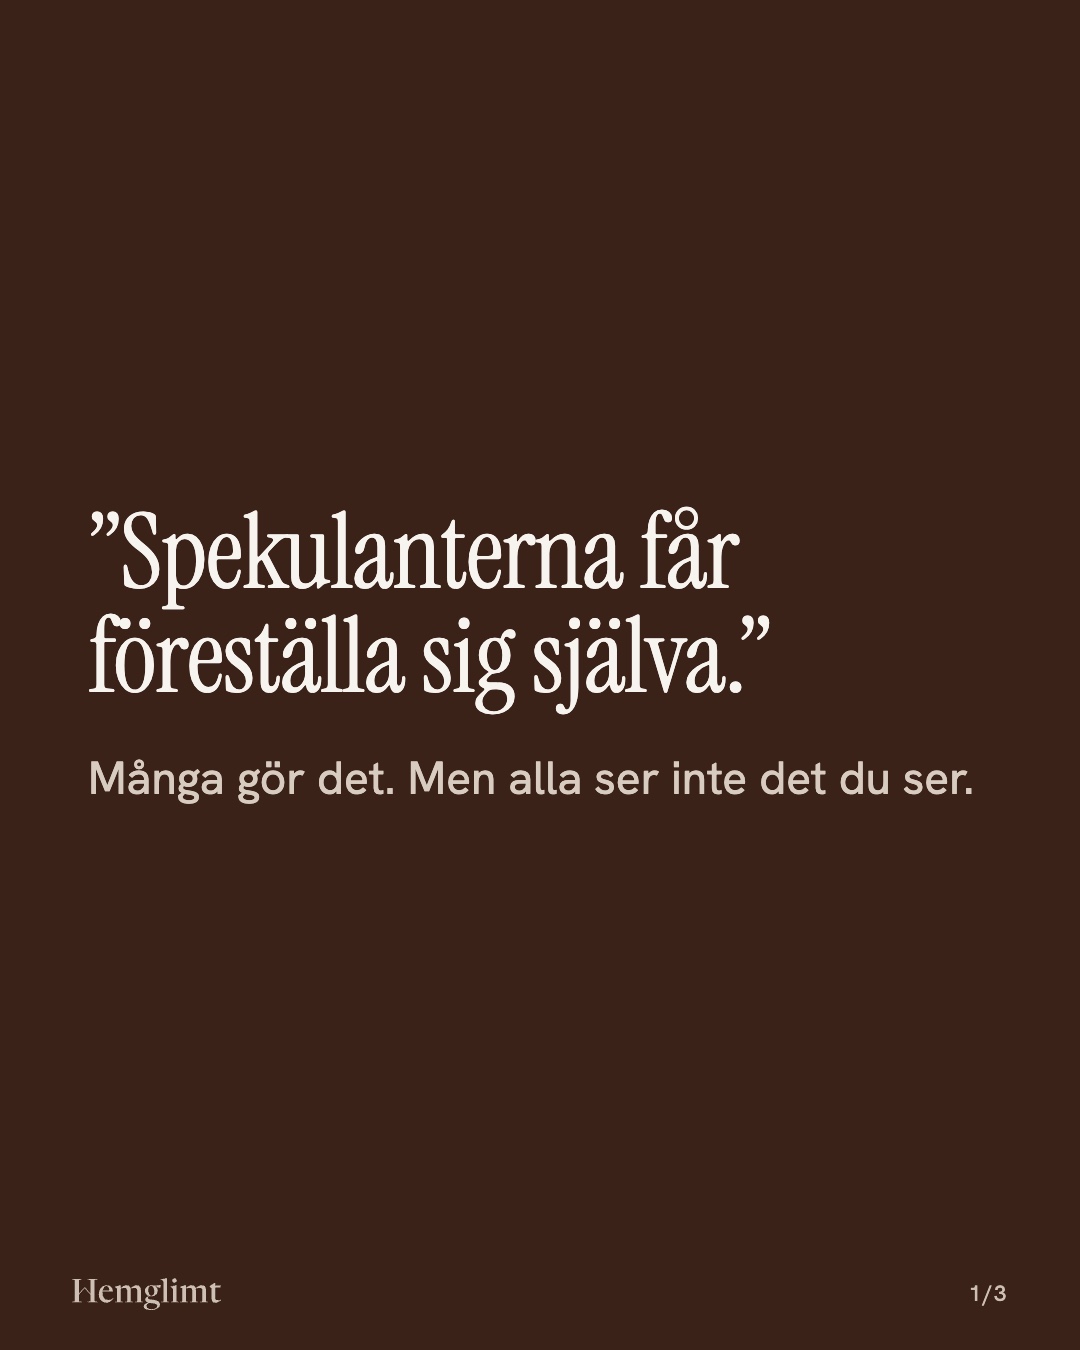 ”Spekulanterna får
föreställa sig själva.”
Många gör det. Men alla ser inte det du ser.
Hemglimt
1/3